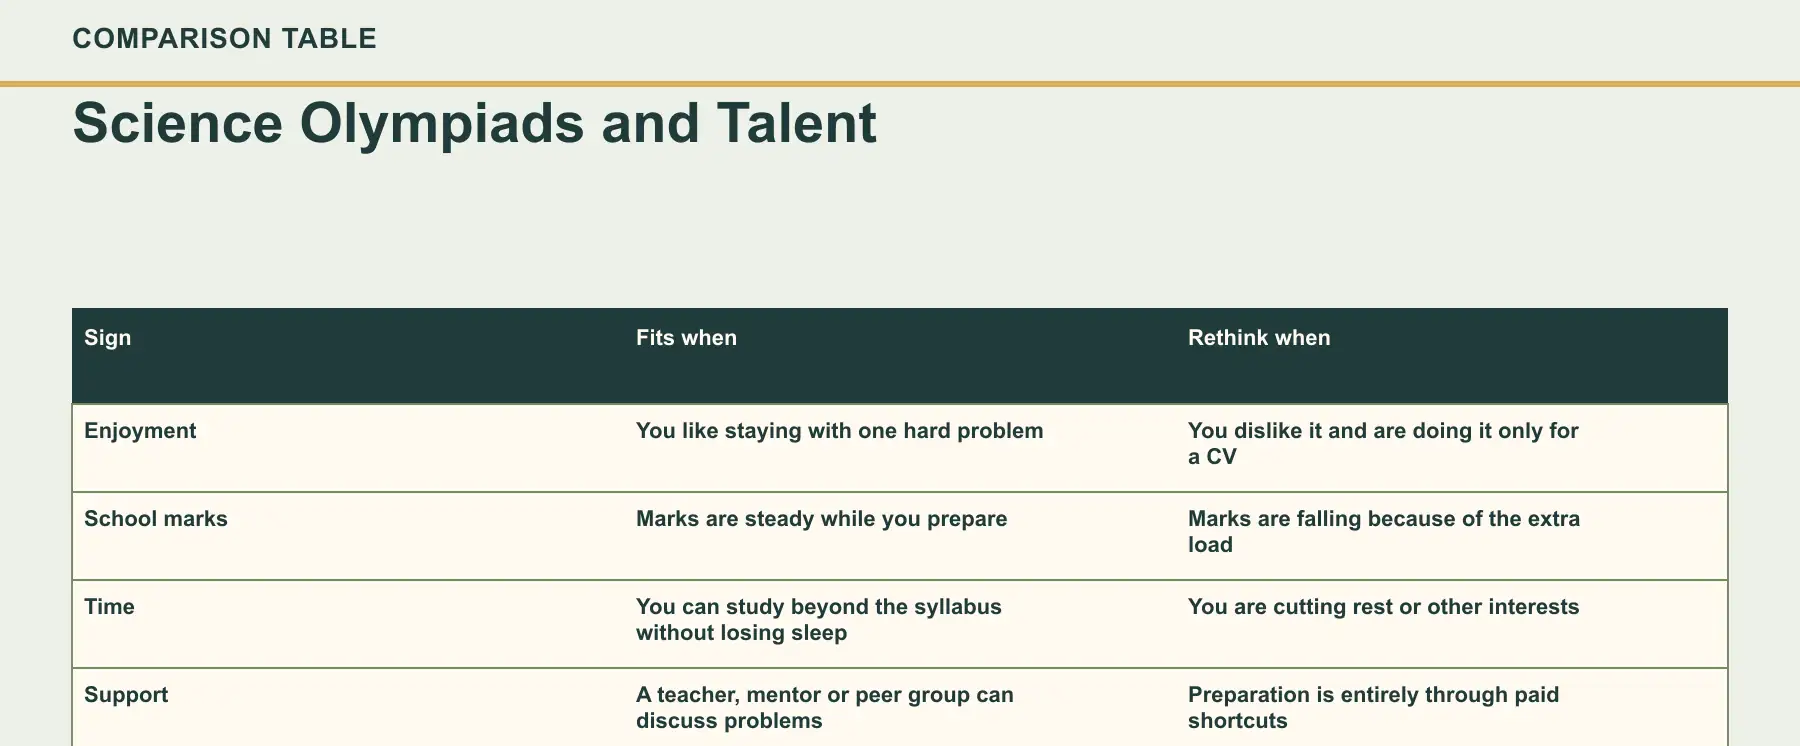 COMPARISON TABLE
Science Olympiads and Talent
Sign
Fits when
Rethink when
Enjoyment
You like staying with one hard problem
You dislike it and are doing it only for
a CV
School marks
Marks are steady while you prepare
Marks are falling because of the extra
load
Time
You can study beyond the syllabus
without losing sleep
You are cutting rest or other interests
Support
A teacher, mentor or peer group can
discuss problems
Preparation is entirely through paid
shortcuts